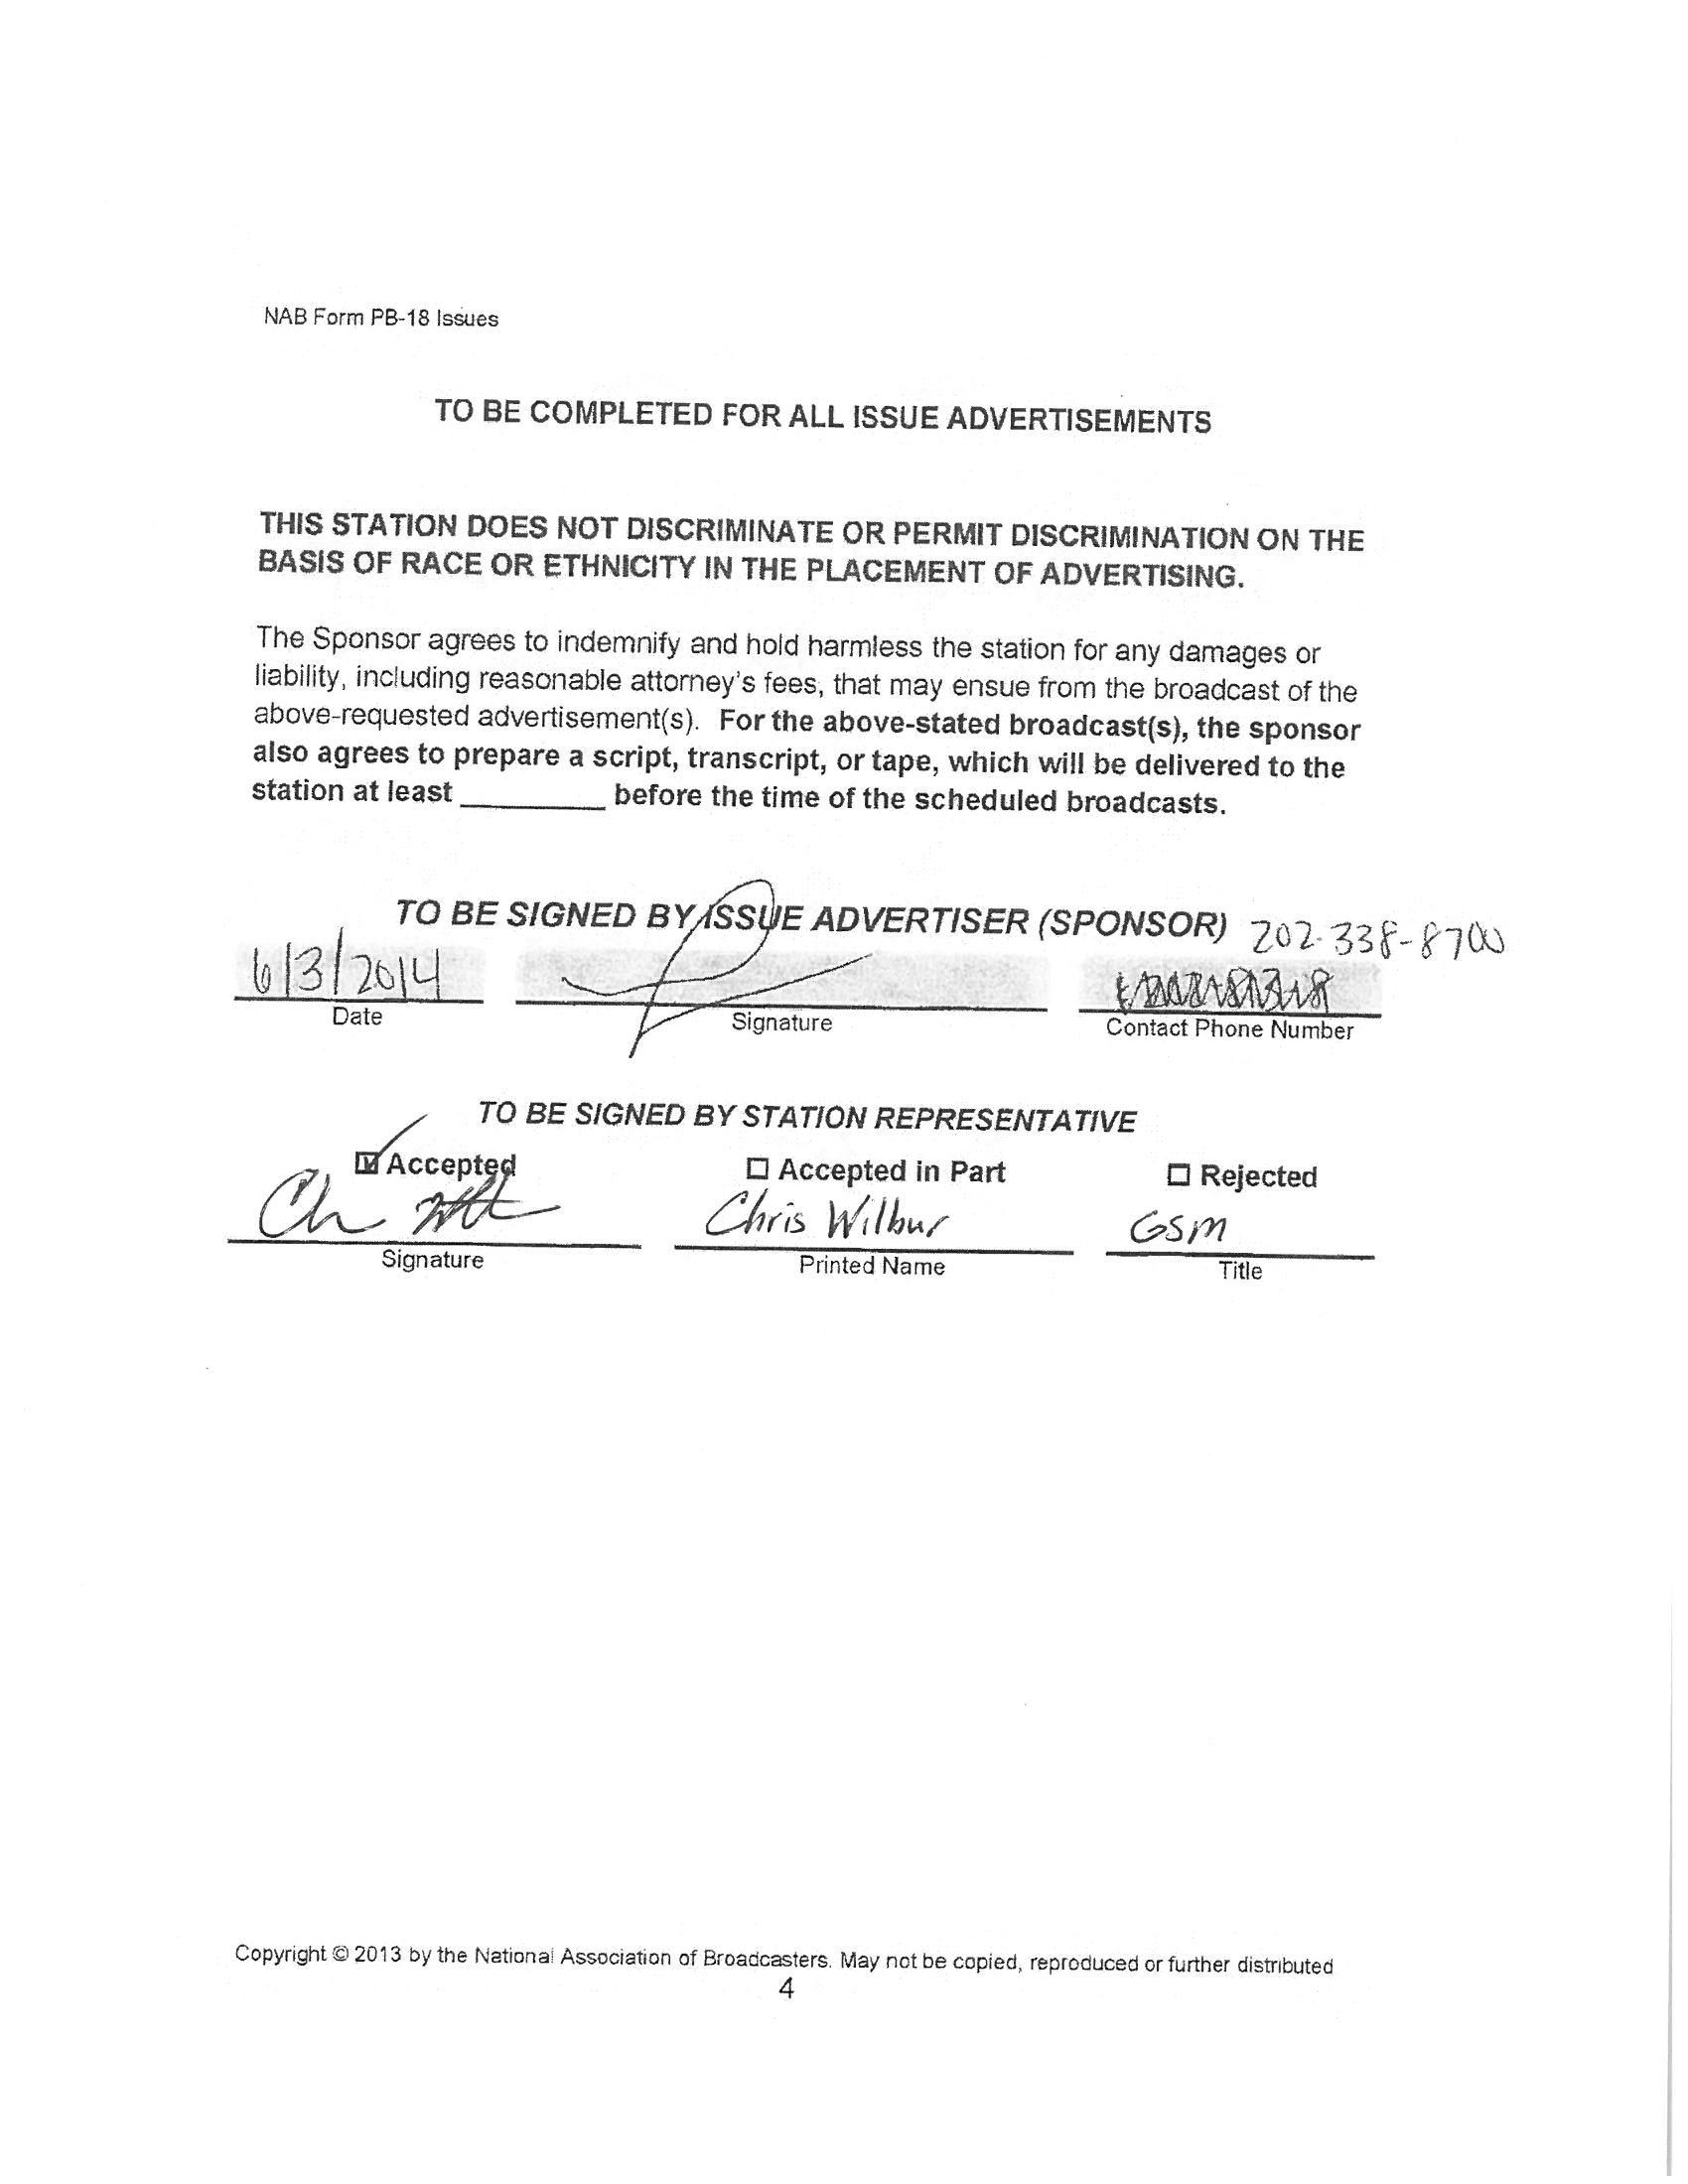 NAB Form PB-18 Issues
TO BE COMPLETED FOR ALL ISSUE ADVERTISEMENTS
THIS STATION DOES NOT DISCRIMINATE OR PERMIT DISCRIMINATION ON THE
BASIS OF RACE OR ETHNICITY IN THE PLACEMENT OF ADVERTISING.
The Sponsor agrees to indemnify and hold harmless the station for any damages or
liability, including reasonable attorney's fees, that may ensue from the broadcast of the
above-requested advertisement(s). For the above-stated broadcast(s), the sponsor
also agrees to prepare a script, transcript, or tape, which will be delivered to the
station at least ________ before the time of the scheduled broadcasts.
TO BE SIGNED BY ISSUE ADVERTISER (SPONSOR) 202-338-8700
6/3/2014
Date Signature Contact Phone Number
TO BE SIGNED BY STATION REPRESENTATIVE
☑ Accepted ☐ Accepted in Part ☐ Rejected
Chris Wilbur GSM
Signature Printed Name Title
Copyright © 2013 by the National Association of Broadcasters. May not be copied, reproduced or further distributed
4